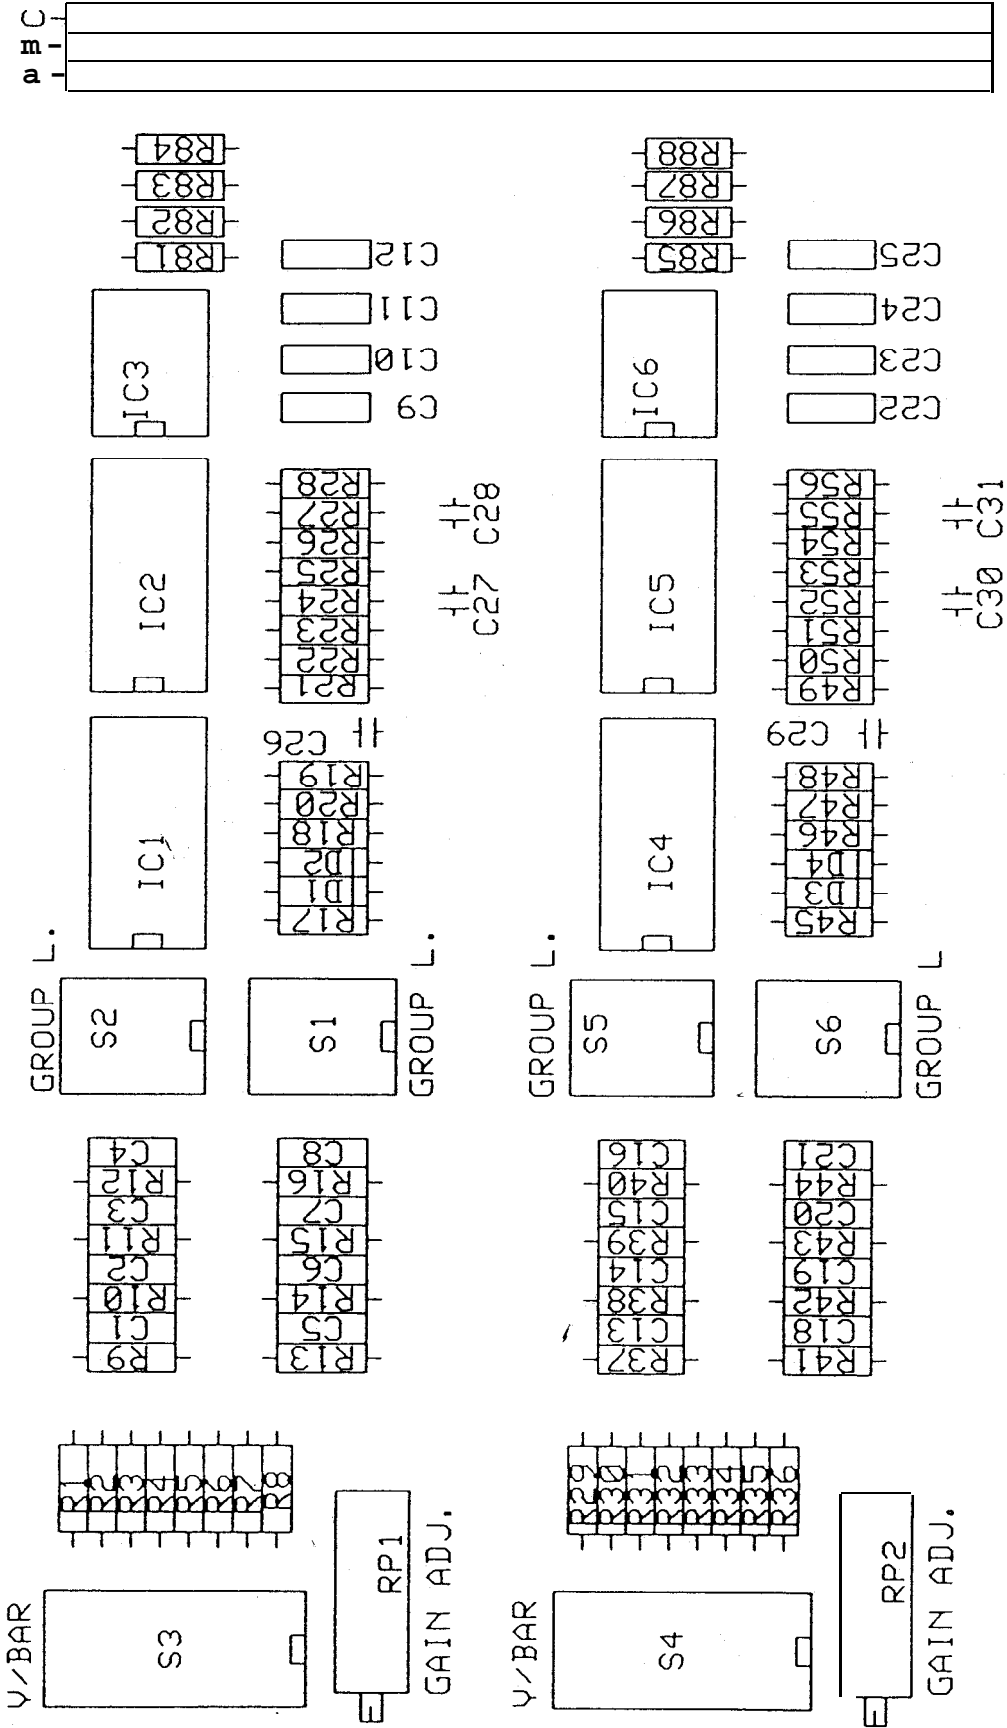 C
m
a
R84
R83
R82
R81
R88
R87
R86
R85
C12
C11
C10
C9
C25
C24
C23
C22
IC3
IC6
R28
R27
R26
R25
R24
R23
R22
R21
C28
C27
IC2
R56
R55
R54
R53
R52
R51
R50
R49
C31
C30
IC5
C26
R19
R20
R18
D2
D1
R17
IC1
C29
R48
R47
R46
D4
D3
R45
IC4
GROUP L.
S2
S1
GROUP L.
GROUP L.
S5
S6
GROUP L
C4
R12
C3
R11
C2
R10
C1
R9
C8
R16
C7
R15
C6
R14
C5
R13
C16
R40
C15
R39
C14
R38
C13
R37
C21
R44
C20
R43
C19
R42
C18
R41
R1
R2
R3
R4
R5
R6
R7
R8
R29
R30
R31
R32
R33
R34
R35
R36
V/BAR
S3
RP1
GAIN ADJ.
V/BAR
S4
RP2
GAIN ADJ.